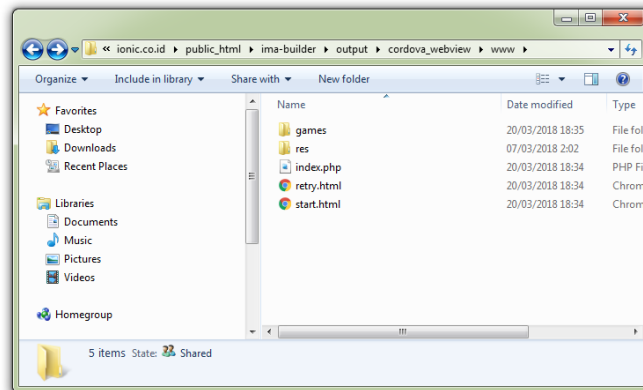 « ionic.co.id ▸ public_html ▸ ima-builder ▸ output ▸ cordova_webview ▸ www ▸
Organize Include in library Share with New folder
Favorites
Desktop
Downloads
Recent Places
Libraries
Documents
Music
Pictures
Videos
Homegroup
Name Date modified Type
games 20/03/2018 18:35 File fol
res 07/03/2018 2:02 File fol
index.php 20/03/2018 18:34 PHP Fi
retry.html 20/03/2018 18:34 Chrom
start.html 20/03/2018 18:34 Chrom
5 items State: Shared